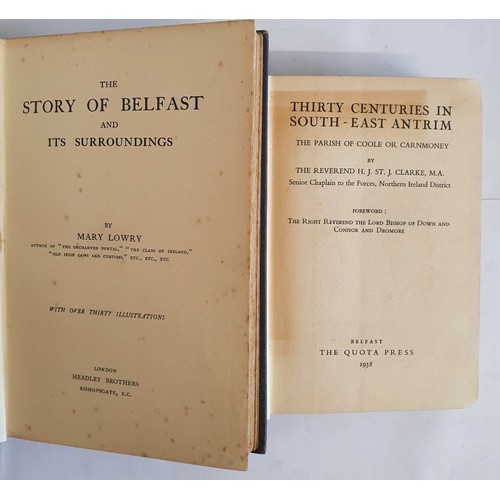 THE
STORY OF BELFAST
AND
ITS SURROUNDINGS
BY
MARY LOWRY
AUTHOR OF "THE ENCHANTED PORTAL," "THE CLANS OF IRELAND,"
"OLD IRISH LAWS AND CUSTOMS," ETC., ETC., ETC.
WITH OVER THIRTY ILLUSTRATIONS
LONDON
HEADLEY BROTHERS
BISHOPSGATE, E.C.
THIRTY CENTURIES IN
SOUTH-EAST ANTRIM
THE PARISH OF COOLE OR CARNMONEY
BY
THE REVEREND H. J. ST. J. CLARKE, M.A.
Senior Chaplain to the Forces, Northern Ireland District
FOREWORD :
THE RIGHT REVEREND THE LORD BISHOP OF DOWN AND
CONNOR AND DROMORE
BELFAST
THE QUOTA PRESS
1938